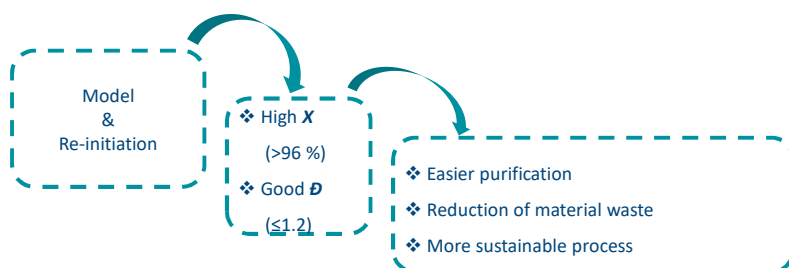 Model
&
Re-initiation
❖ High X
(>96 %)
❖ Good Đ
(≤1.2)
❖ Easier purification
❖ Reduction of material waste
❖ More sustainable process